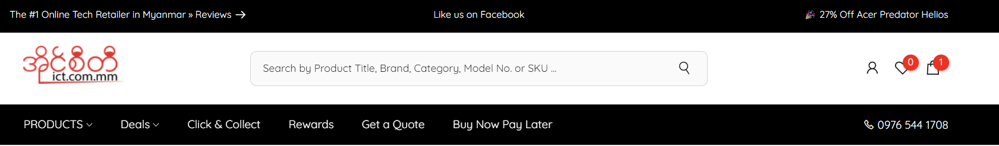 The #1 Online Tech Retailer in Myanmar » Reviews →
Like us on Facebook
🎉 27% Off Acer Predator Helios
အိုင်စီတီ
ict.com.mm
Search by Product Title, Brand, Category, Model No. or SKU ...
0
1
PRODUCTS
Deals
Click & Collect
Rewards
Get a Quote
Buy Now Pay Later
0976 544 1708